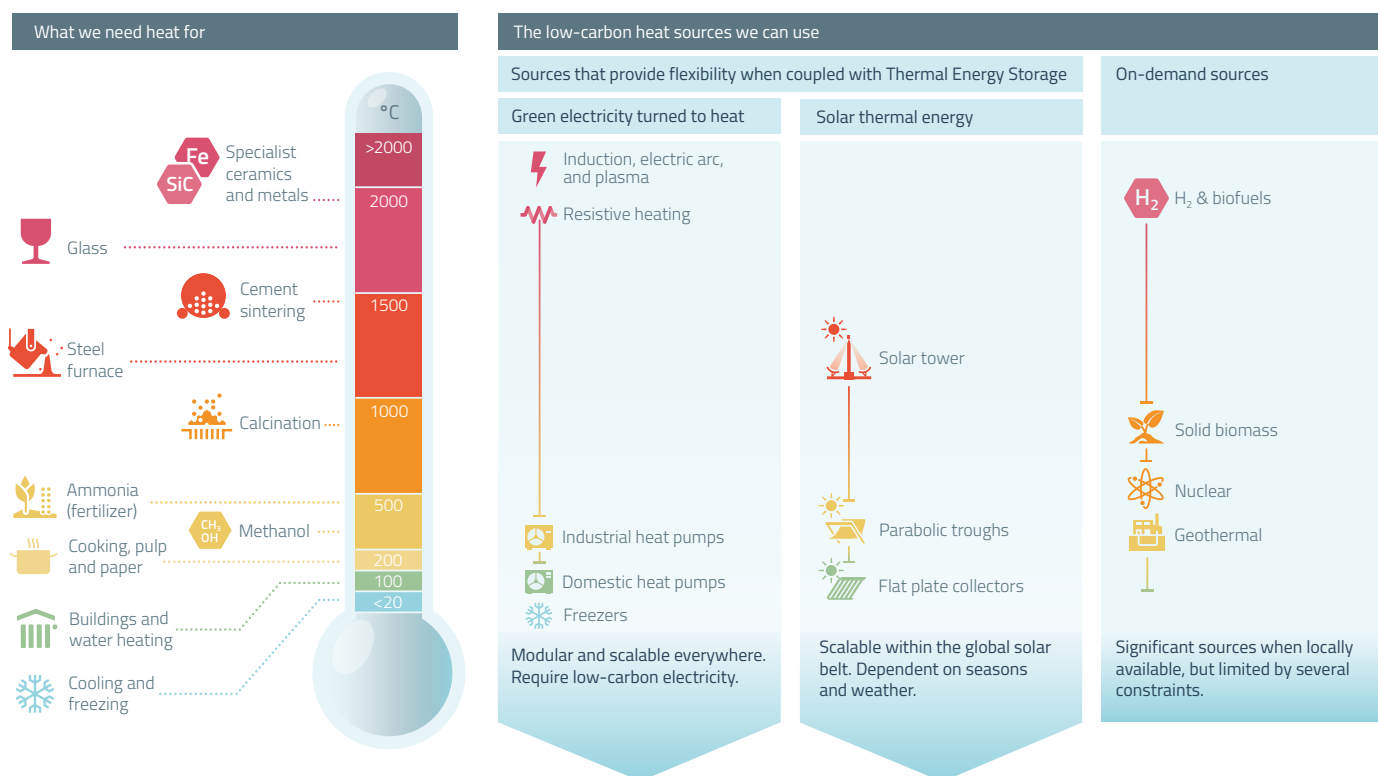 What we need heat for
°C
>2000
2000
1500
1000
500
200
100
<20
Fe
SiC
Specialist
ceramics
and metals
Glass
Cement
sintering
Steel
furnace
Calcination
Ammonia
(fertilizer)
CH₃
OH
Methanol
Cooking, pulp
and paper
Buildings and
water heating
Cooling and
freezing
The low-carbon heat sources we can use
Sources that provide flexibility when coupled with Thermal Energy Storage
Green electricity turned to heat
Induction, electric arc,
and plasma
Resistive heating
Industrial heat pumps
Domestic heat pumps
Freezers
Modular and scalable everywhere.
Require low-carbon electricity.
Solar thermal energy
Solar tower
Parabolic troughs
Flat plate collectors
Scalable within the global solar
belt. Dependent on seasons
and weather.
On-demand sources
H₂
H₂ & biofuels
Solid biomass
Nuclear
Geothermal
Significant sources when locally
available, but limited by several
constraints.